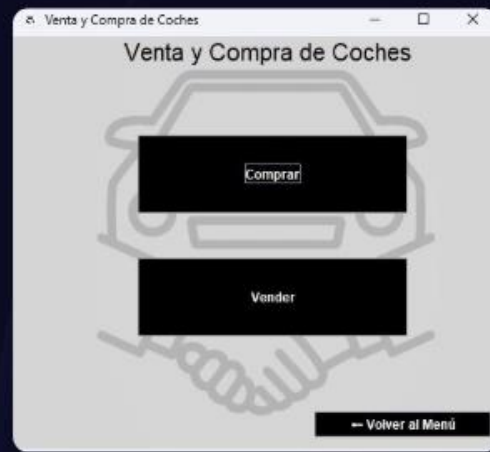 Venta y Compra de Coches
Venta y Compra de Coches
Comprar
Vender
← Volver al Menú